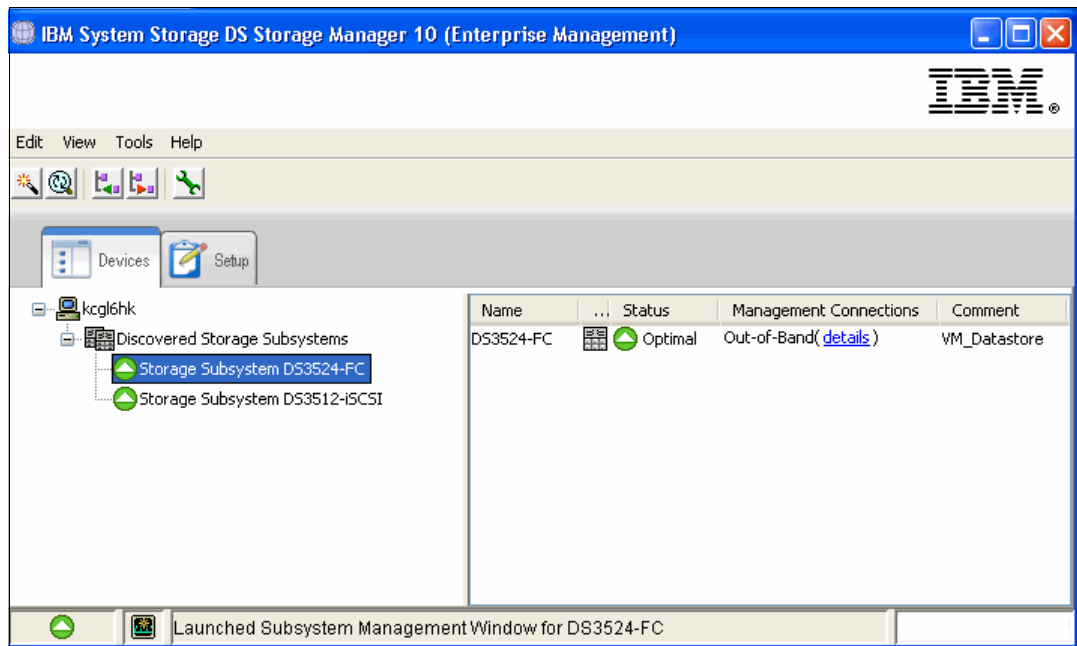 IBM System Storage DS Storage Manager 10 (Enterprise Management)
IBM®
Edit View Tools Help
Devices Setup
kcgl6hk
Discovered Storage Subsystems
Storage Subsystem DS3524-FC
Storage Subsystem DS3512-iSCSI
Name ... Status Management Connections Comment
DS3524-FC Optimal Out-of-Band(details) VM_Datastore
Launched Subsystem Management Window for DS3524-FC